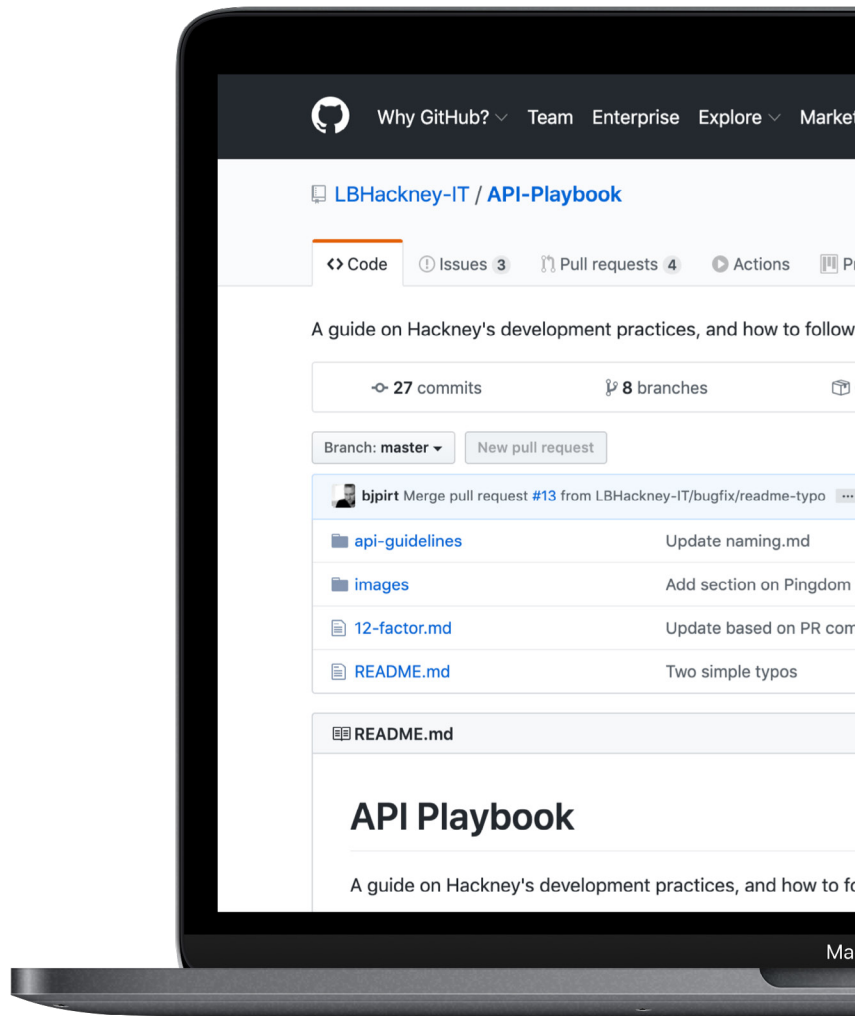 Why GitHub? Team Enterprise Explore
LBHackney-IT / API-Playbook
Code Issues 3 Pull requests 4 Actions
A guide on Hackney's development practices, and how to follow
27 commits 8 branches
Branch: master New pull request
bjpirt Merge pull request #13 from LBHackney-IT/bugfix/readme-typo ...
api-guidelines Update naming.md
images Add section on Pingdom
12-factor.md Update based on PR
README.md Two simple typos
README.md
API Playbook
A guide on Hackney's development practices, and how to